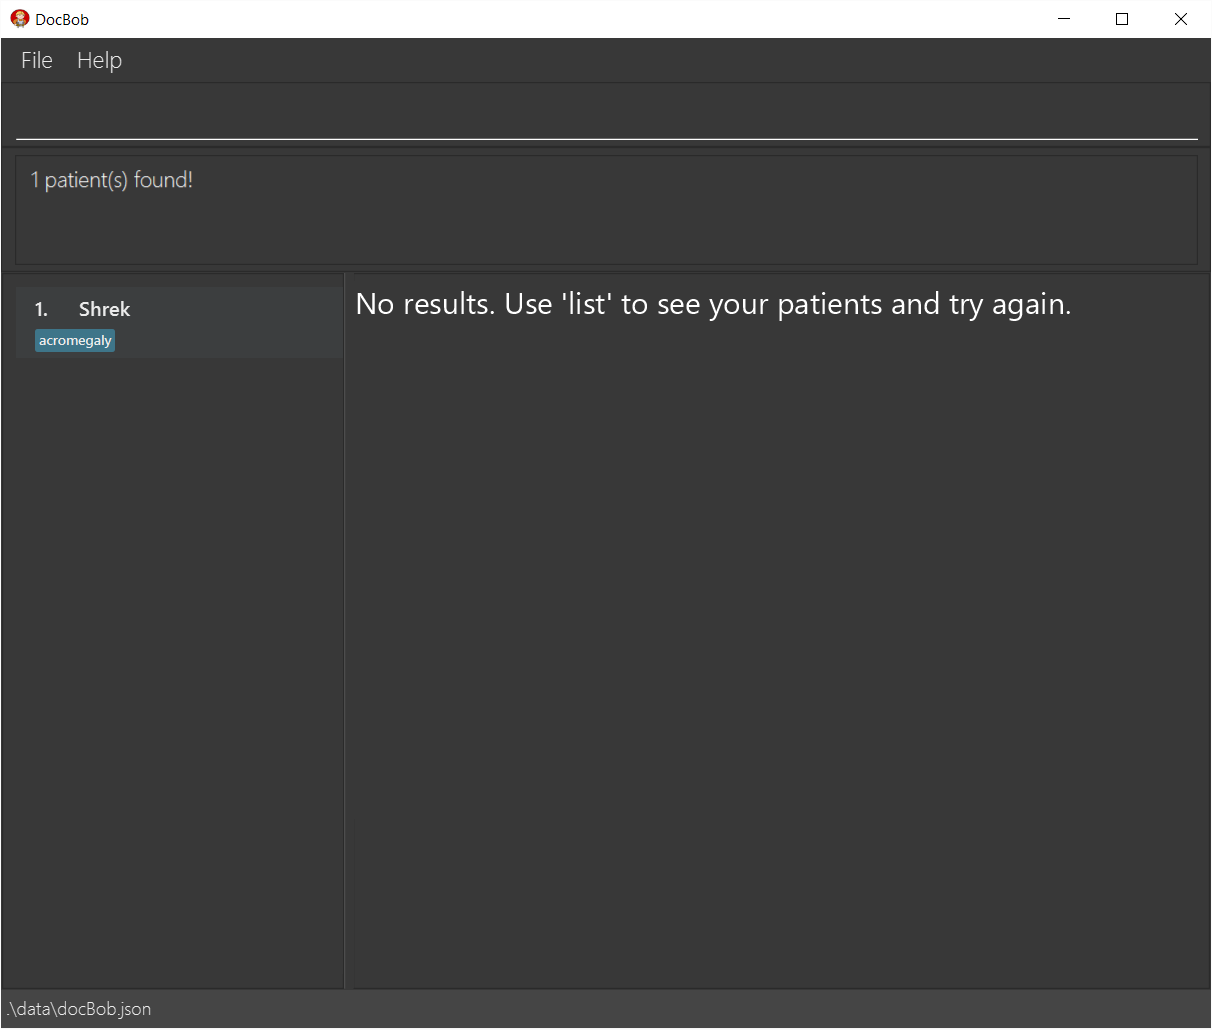 DocBob
File Help
1 patient(s) found!
1. Shrek
acromegaly
No results. Use 'list' to see your patients and try again.
.\data\docBob.json